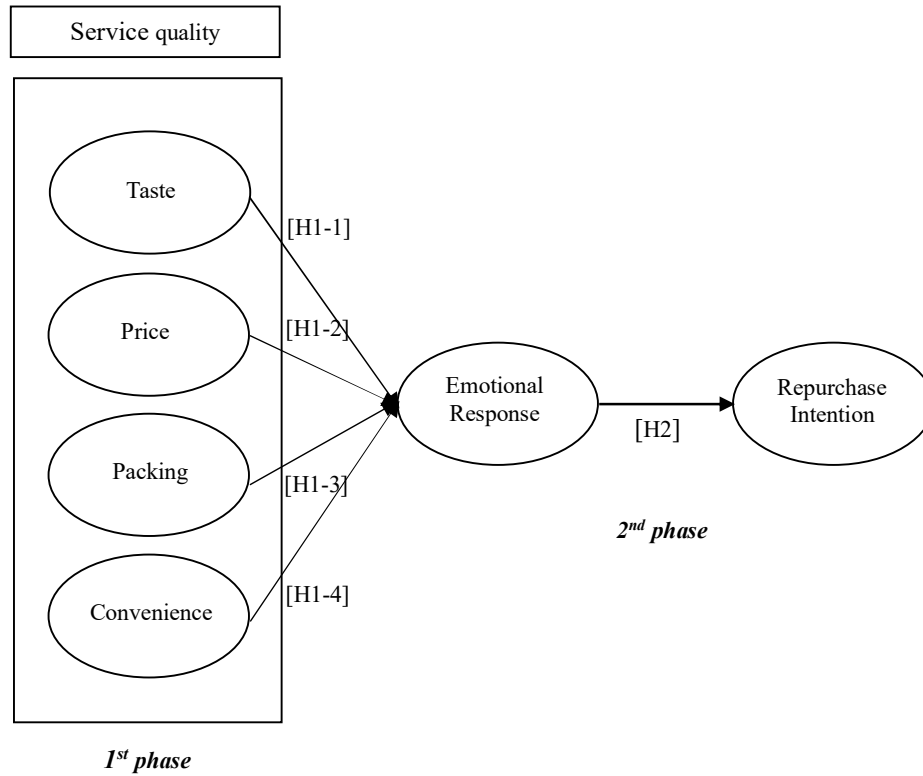 Service quality
Taste
[H1-1]
Price
[H1-2]
Emotional
Response
Repurchase
Intention
[H2]
Packing
[H1-3]
2nd phase
Convenience
[H1-4]
1st phase